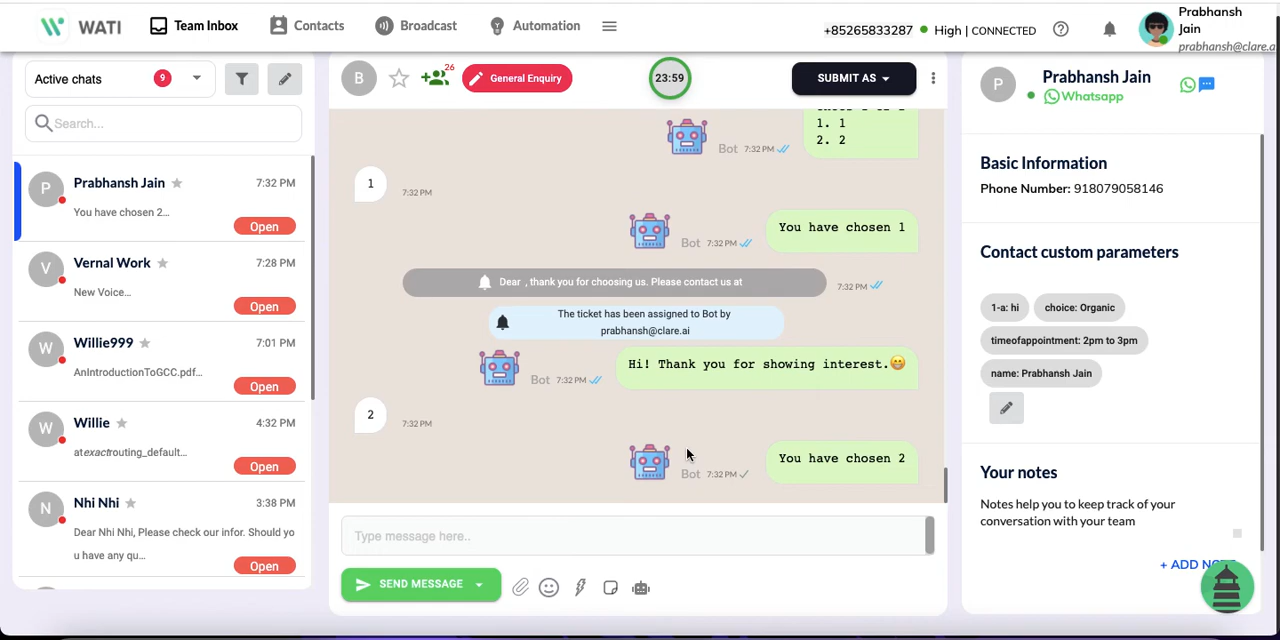 WATI
Team Inbox
Contacts
Broadcast
Automation
+85265833287
High | CONNECTED
Prabhansh
Jain
prabhansh@clare.a
Active chats
9
Search...
Prabhansh Jain
7:32 PM
You have chosen 2...
Open
Vernal Work
7:28 PM
New Voice...
Open
Willie999
7:01 PM
AnIntroductionToGCC.pdf...
Open
Willie
4:32 PM
atexactrouting_default...
Open
Nhi Nhi
3:38 PM
Dear Nhi Nhi, Please check our infor. Should yo
u have any qu...
Open
B
26
General Enquiry
23:59
SUBMIT AS
1. 1
2. 2
Bot 7:32 PM
1
7:32 PM
You have chosen 1
Bot 7:32 PM
Dear , thank you for choosing us. Please contact us at
7:32 PM
The ticket has been assigned to Bot by
prabhansh@clare.ai
Hi! Thank you for showing interest.😁
Bot 7:32 PM
2
7:32 PM
You have chosen 2
Bot 7:32 PM
Type message here..
SEND MESSAGE
P
Prabhansh Jain
Whatsapp
Basic Information
Phone Number: 918079058146
Contact custom parameters
1-a: hi
choice: Organic
timeofappointment: 2pm to 3pm
name: Prabhansh Jain
Your notes
Notes help you to keep track of your
conversation with your team
+ ADD NOTE